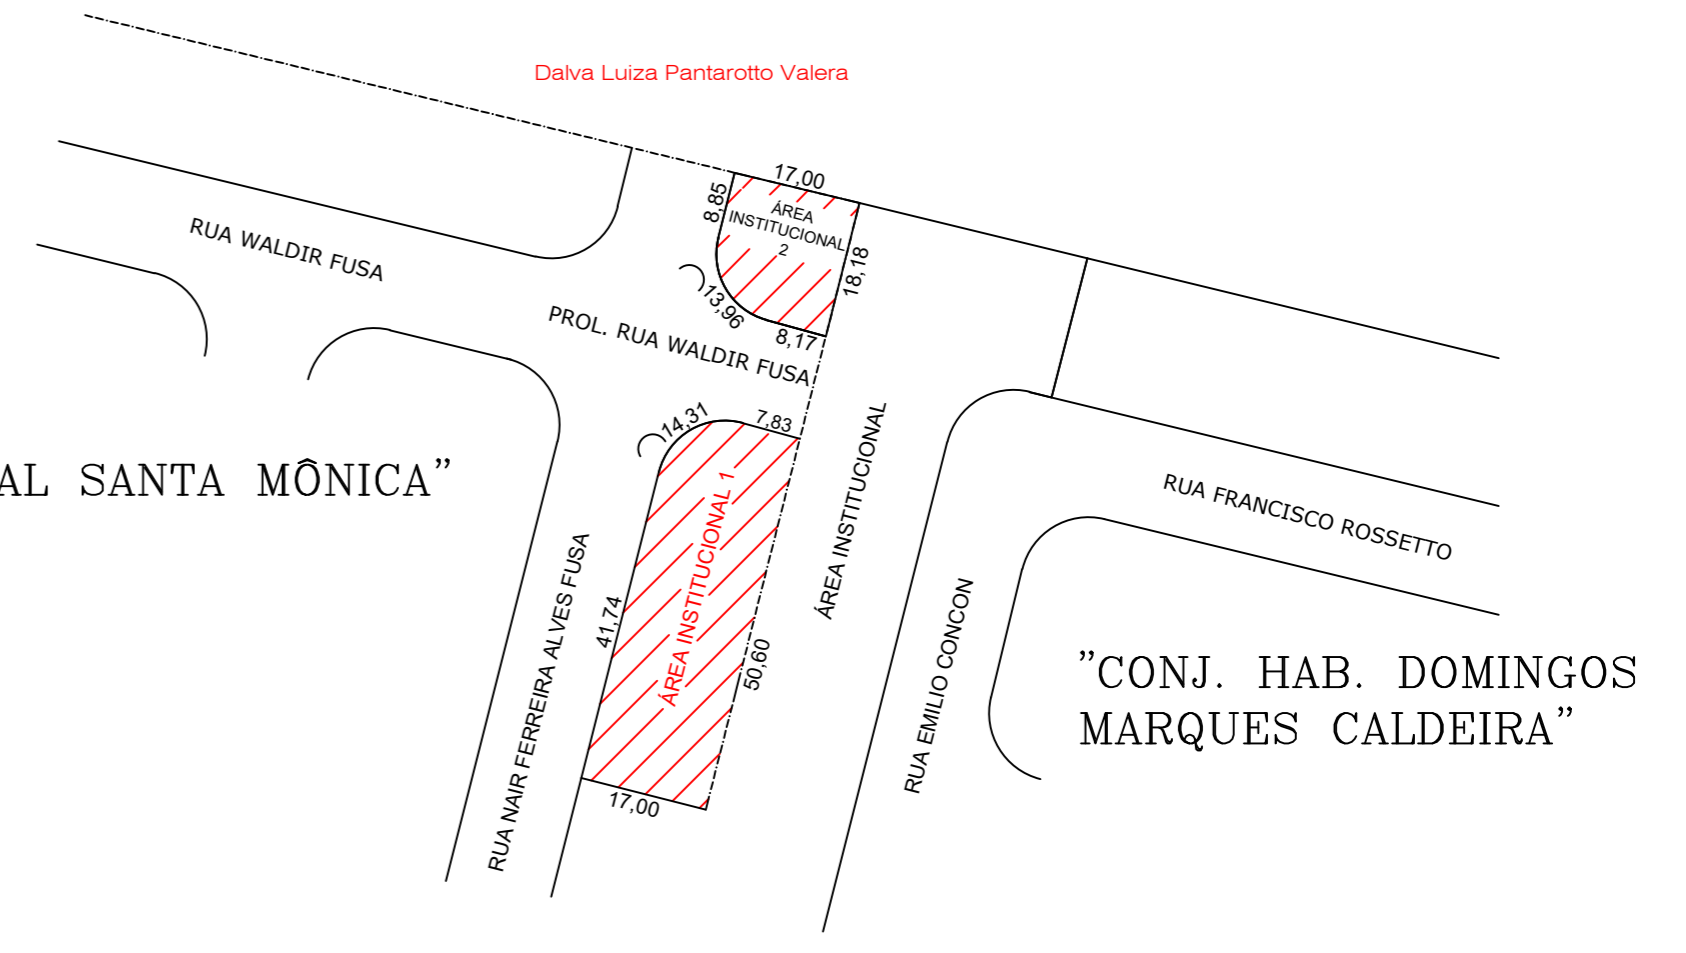 Dalva Luiza Pantarotto Valera
17,00
8,85
ÁREA
INSTITUCIONAL
2
18,18
RUA WALDIR FUSA
13,96
8,17
PROL. RUA WALDIR FUSA
14,31
7,83
AL SANTA MÔNICA”
ÁREA INSTITUCIONAL
RUA FRANCISCO ROSSETTO
ÁREA INSTITUCIONAL 1
41,74
50,60
RUA NAIR FERREIRA ALVES FUSA
RUA EMILIO CONCON
”CONJ. HAB. DOMINGOS
MARQUES CALDEIRA”
17,00